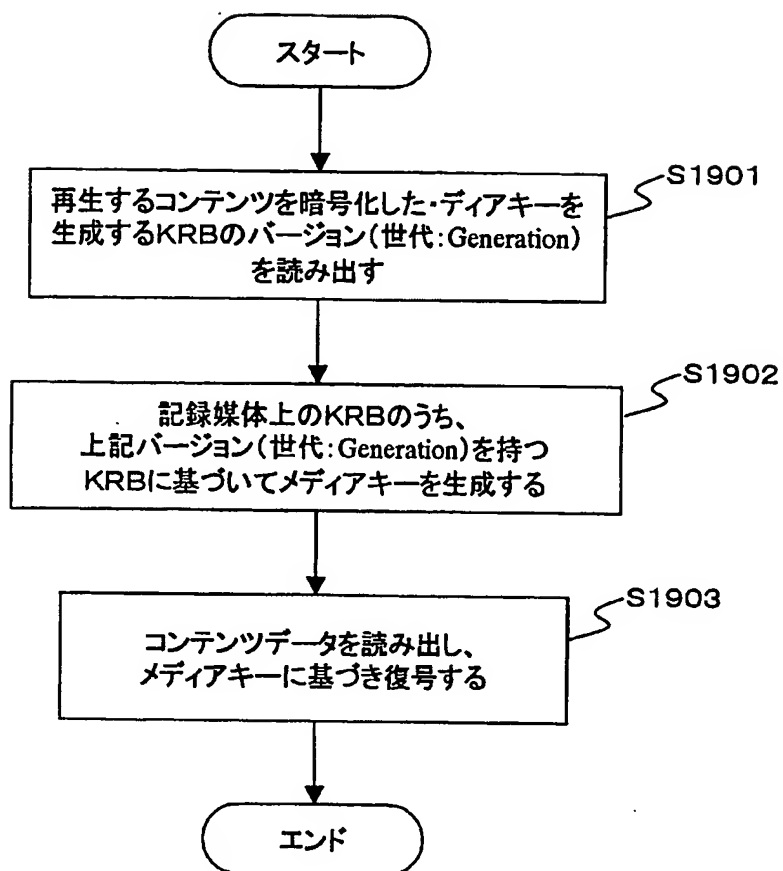 スタート
S1901
再生するコンテンツを暗号化した・ディアキーを
生成するKRBのバージョン(世代:Generation)
を読み出す
S1902
記録媒体上のKRBのうち、
上記バージョン(世代:Generation)を持つ
KRBに基づいてメディアキーを生成する
S1903
コンテンツデータを読み出し、
メディアキーに基づき復号する
エンド